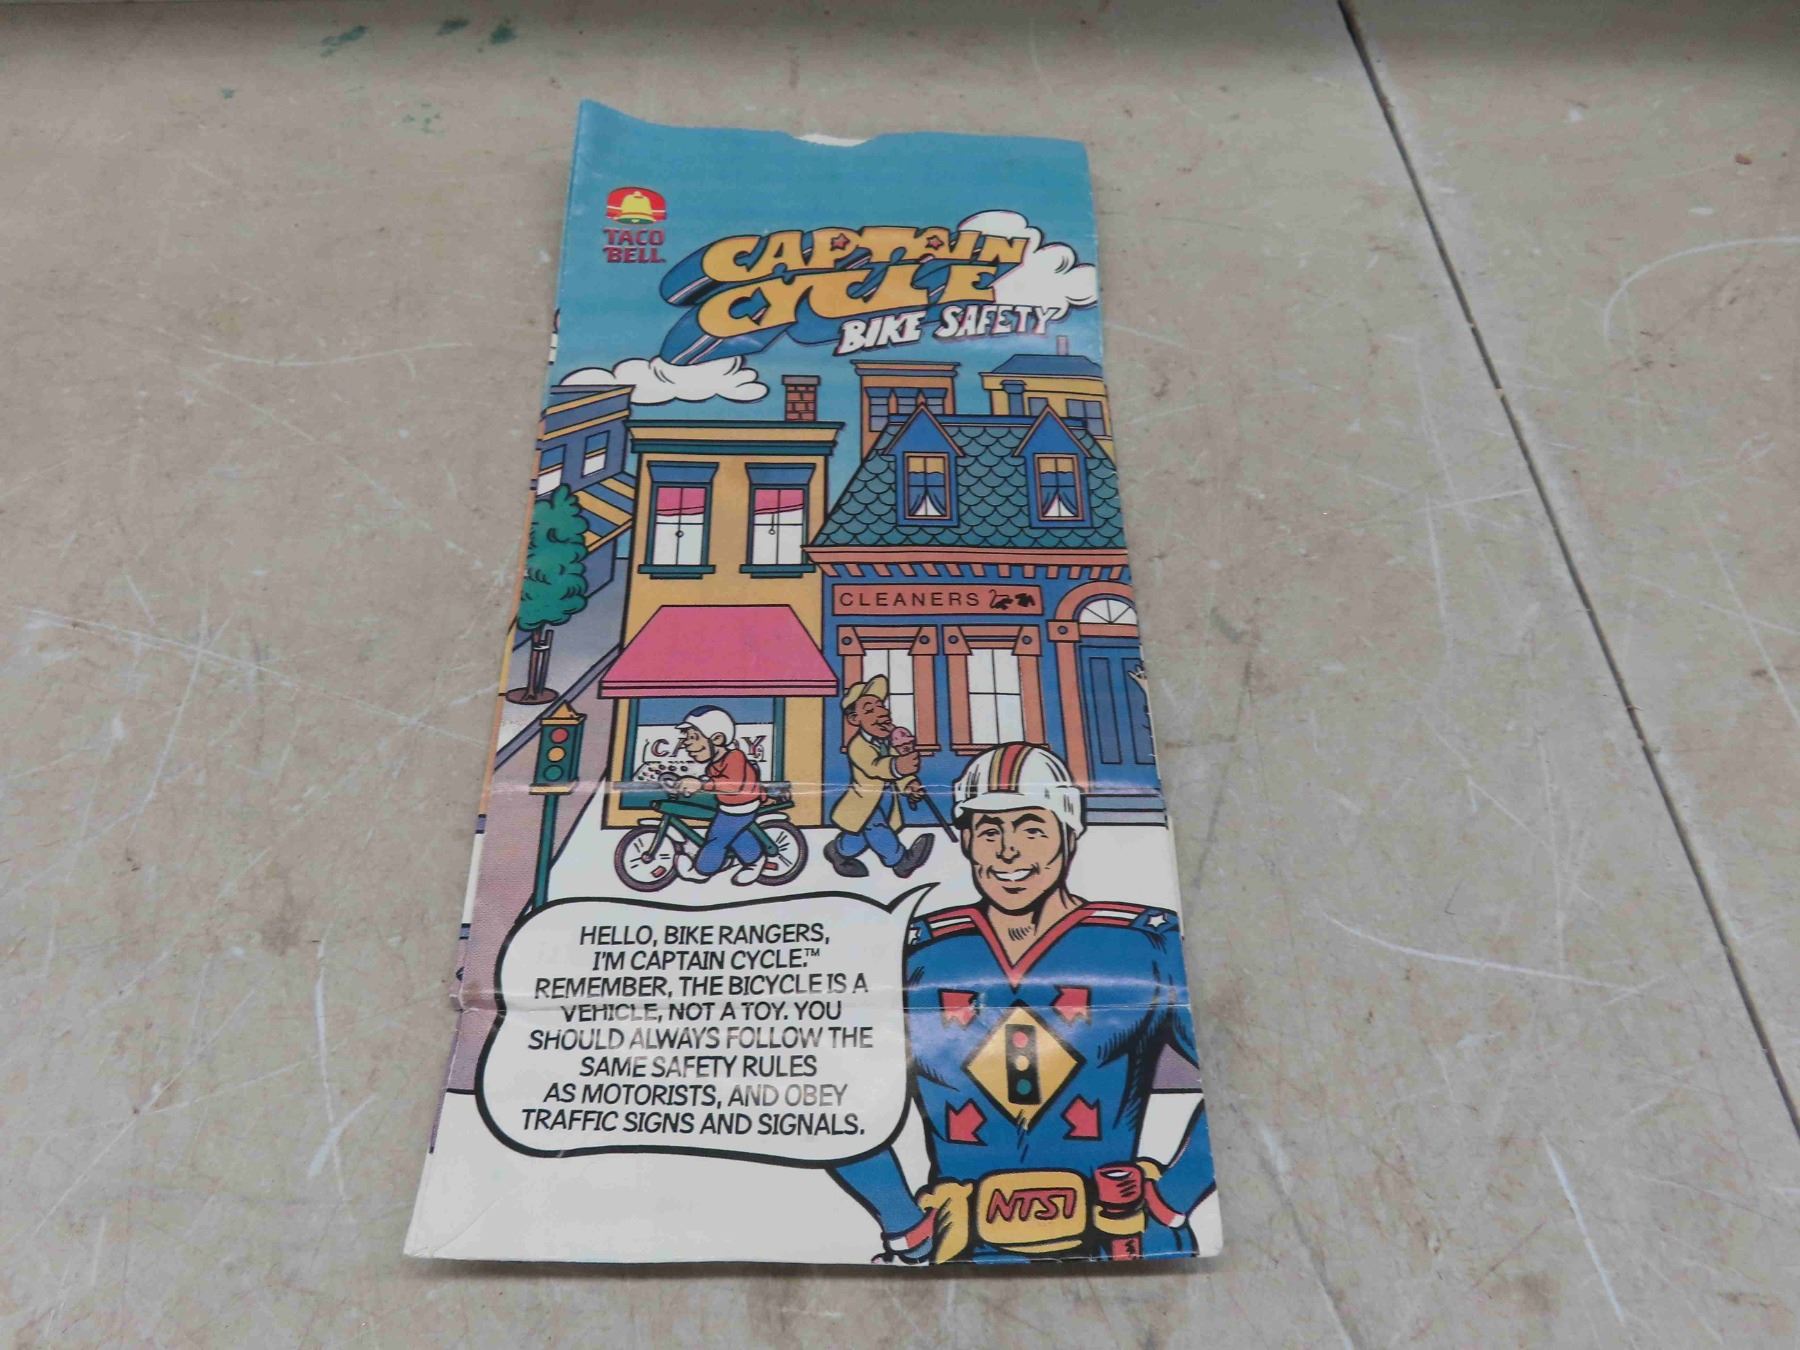 TACO
BELL.
CAPTAIN
CYCLE
BIKE SAFETY
CLEANERS
HELLO, BIKE RANGERS,
I'M CAPTAIN CYCLE.™
REMEMBER, THE BICYCLE IS A
VEHICLE, NOT A TOY. YOU
SHOULD ALWAYS FOLLOW THE
SAME SAFETY RULES
AS MOTORISTS, AND OBEY
TRAFFIC SIGNS AND SIGNALS.
NTSI